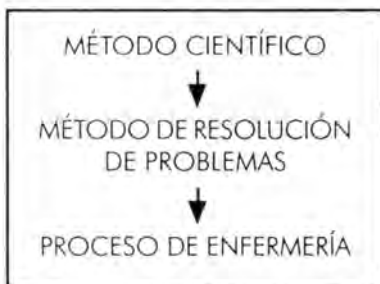 MÉTODO CIENTÍFICO
MÉTODO DE RESOLUCIÓN
DE PROBLEMAS
PROCESO DE ENFERMERÍA